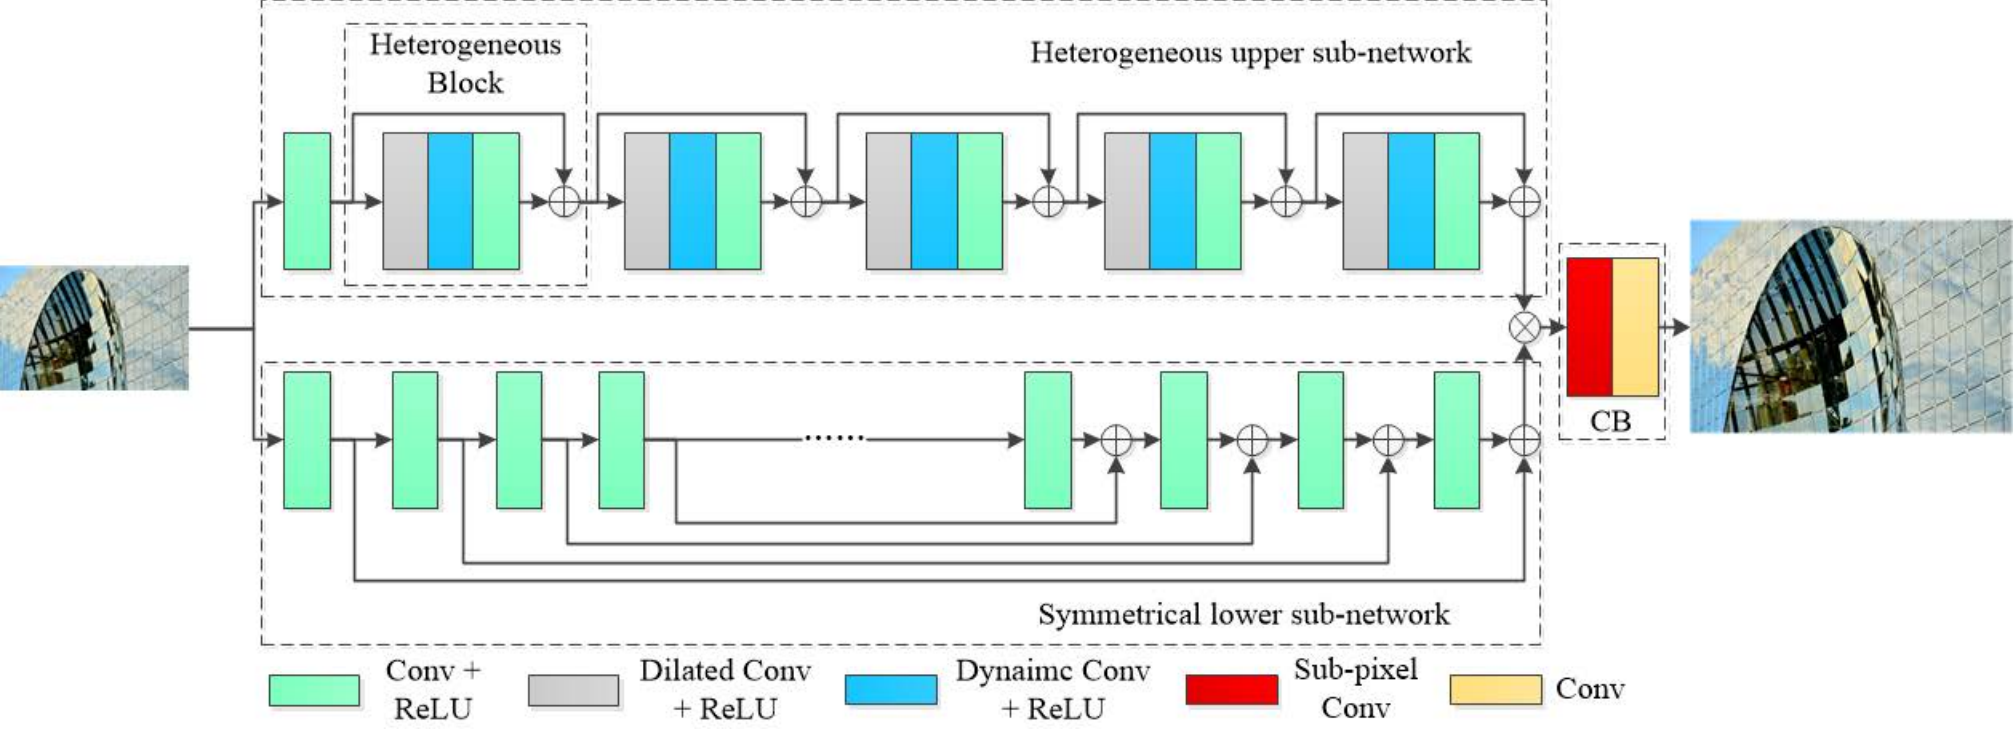 Heterogeneous
Block
Heterogeneous upper sub-network
CB
Symmetrical lower sub-network
Conv +
ReLU
Dilated Conv
+ ReLU
Dynaimc Conv
+ ReLU
Sub-pixel
Conv
Conv